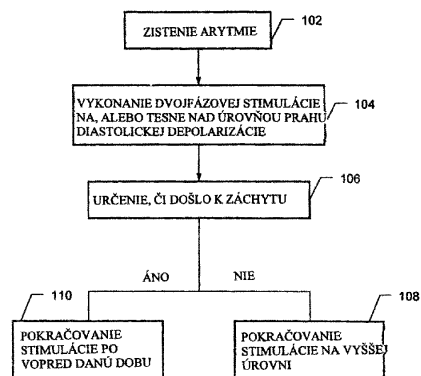 102
ZISTENIE ARYTMIE
VYKONANIE DVOJFÁZOVEJ STIMULÁCIE
104
NA, ALEBO TESNE NAD ÚROVŇOU PRAHU
DIASTOLICKEJ DEPOLARIZÁCIE
106
URČENIE, ČI DOŠLO K ZÁCHYTU
ÁNO NIE
110
108
POKRAČOVANIE
STIMULÁCIE PO
VOPRED DANÚ DOBU
POKRAČOVANIE
STIMULÁCIE NA VYŠŠEJ
ÚROVNI